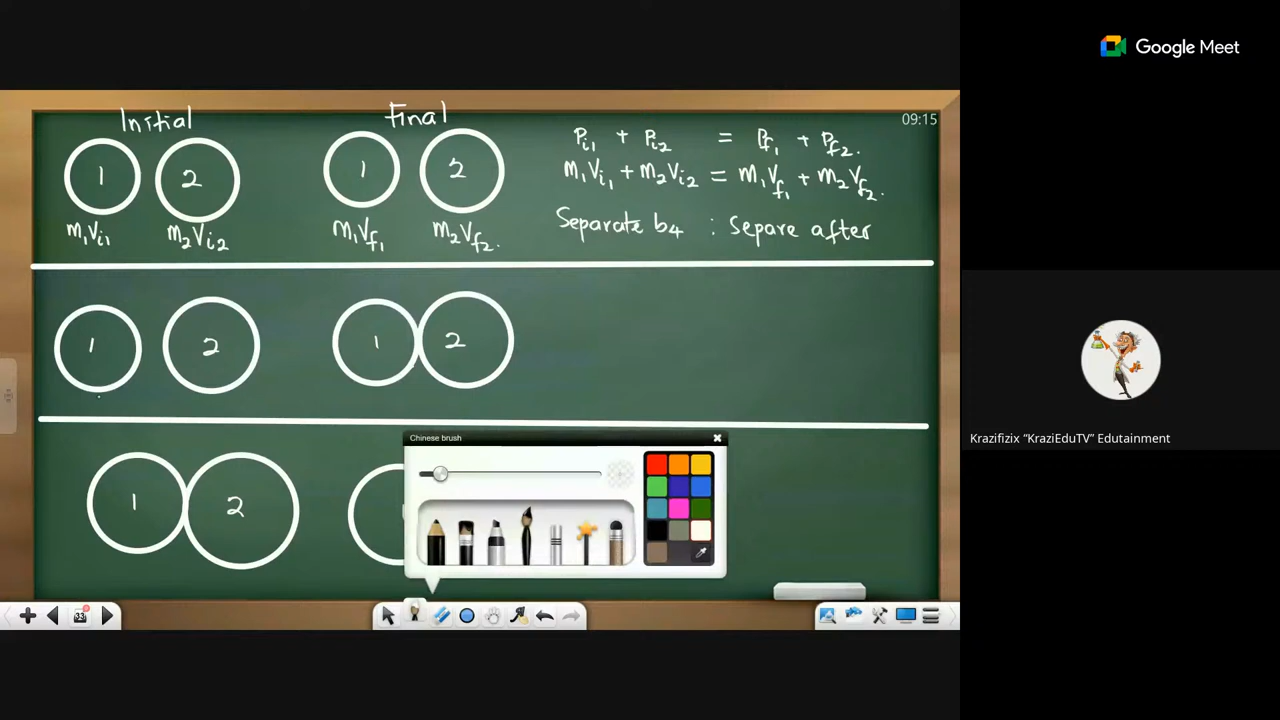 Google Meet
09:15
Initial
Final
1 2
1 2
Pi1 + Pi2 = Pf1 + Pf2.
m1Vi1 + m2Vi2 = m1Vf1 + m2Vf2.
m1Vi1 m2Vi2
m1Vf1 m2Vf2.
Separate b4 : Separe after
1 2
1 2
Krazifizix “KraziEduTV” Edutainment
Chinese brush
1 2
33